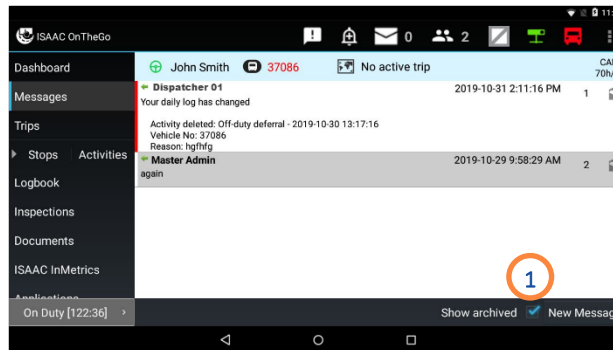 11:
ISAAC OnTheGo
0
2
Dashboard
John Smith
37086
No active trip
CA
70h/
Messages
Dispatcher 01
2019-10-31 2:11:16 PM
1
Your daily log has changed
Activity deleted: Off-duty deferral - 2019-10-30 13:17:16
Vehicle No: 37086
Reason: hgfhfg
Trips
Stops
Activities
Master Admin
2019-10-29 9:58:29 AM
2
again
Logbook
Inspections
Documents
ISAAC InMetrics
1
On Duty [122:36]
Show archived
New Messag